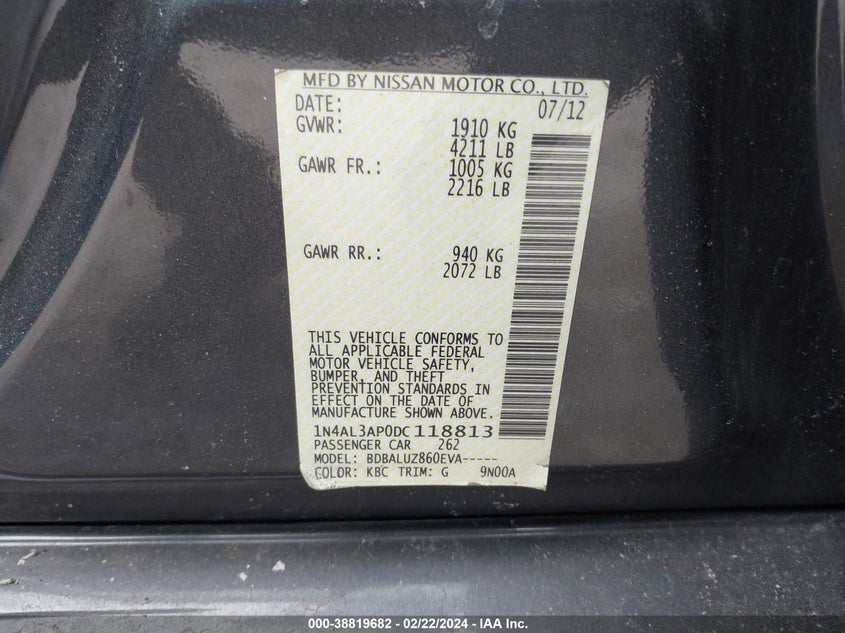 MFD BY NISSAN MOTOR CO., LTD.
DATE: 07/12
GVWR: 1910 KG
4211 LB
GAWR FR.: 1005 KG
2216 LB
GAWR RR.: 940 KG
2072 LB
THIS VEHICLE CONFORMS TO
ALL APPLICABLE FEDERAL
MOTOR VEHICLE SAFETY,
BUMPER, AND THEFT
PREVENTION STANDARDS IN
EFFECT ON THE DATE OF
MANUFACTURE SHOWN ABOVE.
1N4AL3AP0DC118813
PASSENGER CAR 262
MODEL: BDBALUZ860EVA-----
COLOR: KBC TRIM: G 9N00A
000-38819682 - 02/22/2024 - IAA Inc.